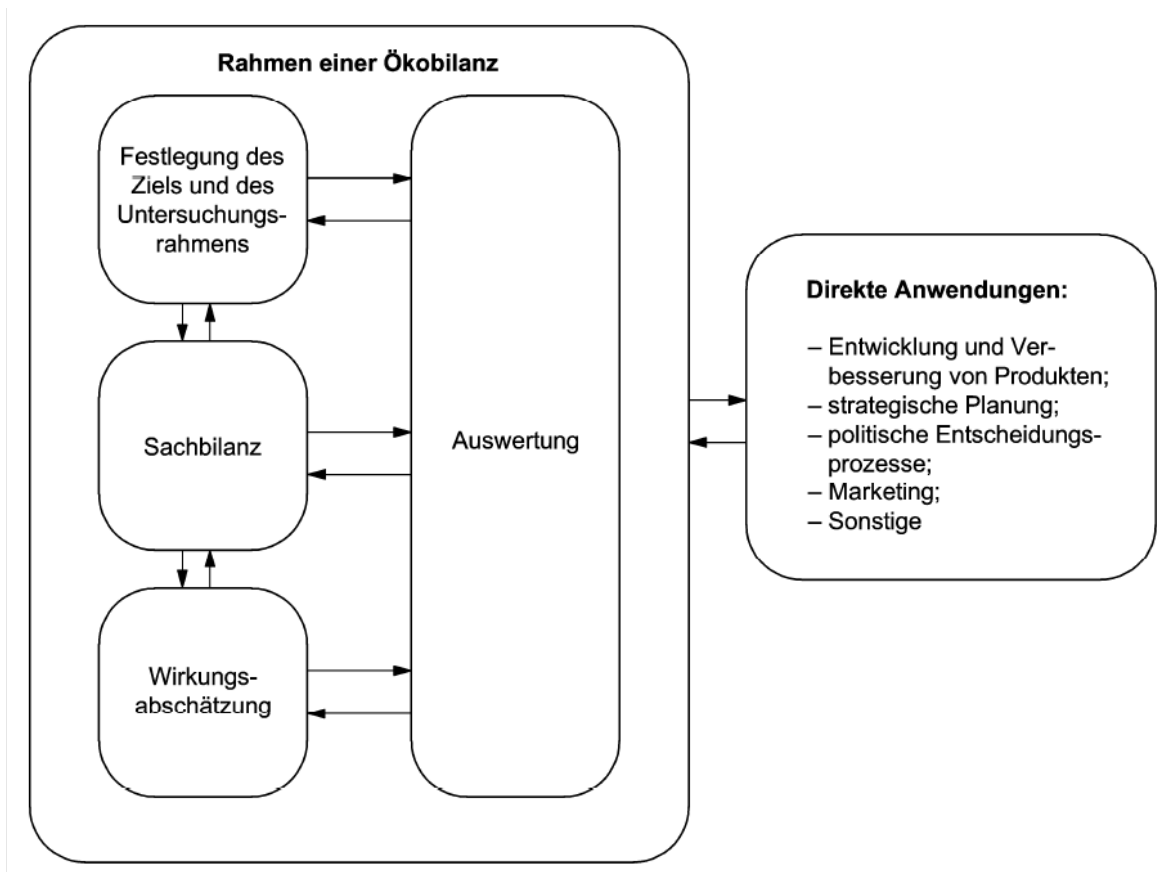 Rahmen einer Ökobilanz
Festlegung des
Ziels und des
Untersuchungs-
rahmens
Sachbilanz
Wirkungs-
abschätzung
Auswertung
Direkte Anwendungen:
– Entwicklung und Ver-
besserung von Produkten;
– strategische Planung;
– politische Entscheidungs-
prozesse;
– Marketing;
– Sonstige